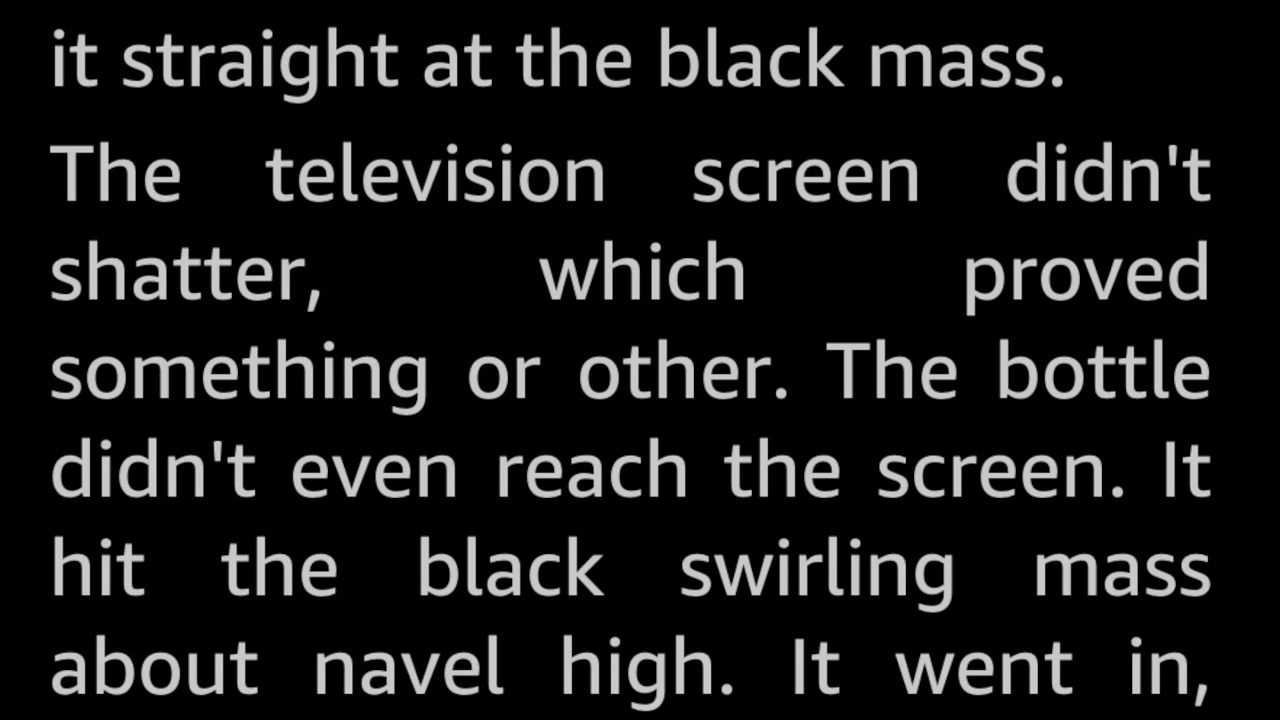 it straight at the black mass.
The television screen didn't
shatter, which proved
something or other. The bottle
didn't even reach the screen. It
hit the black swirling mass
about navel high. It went in,